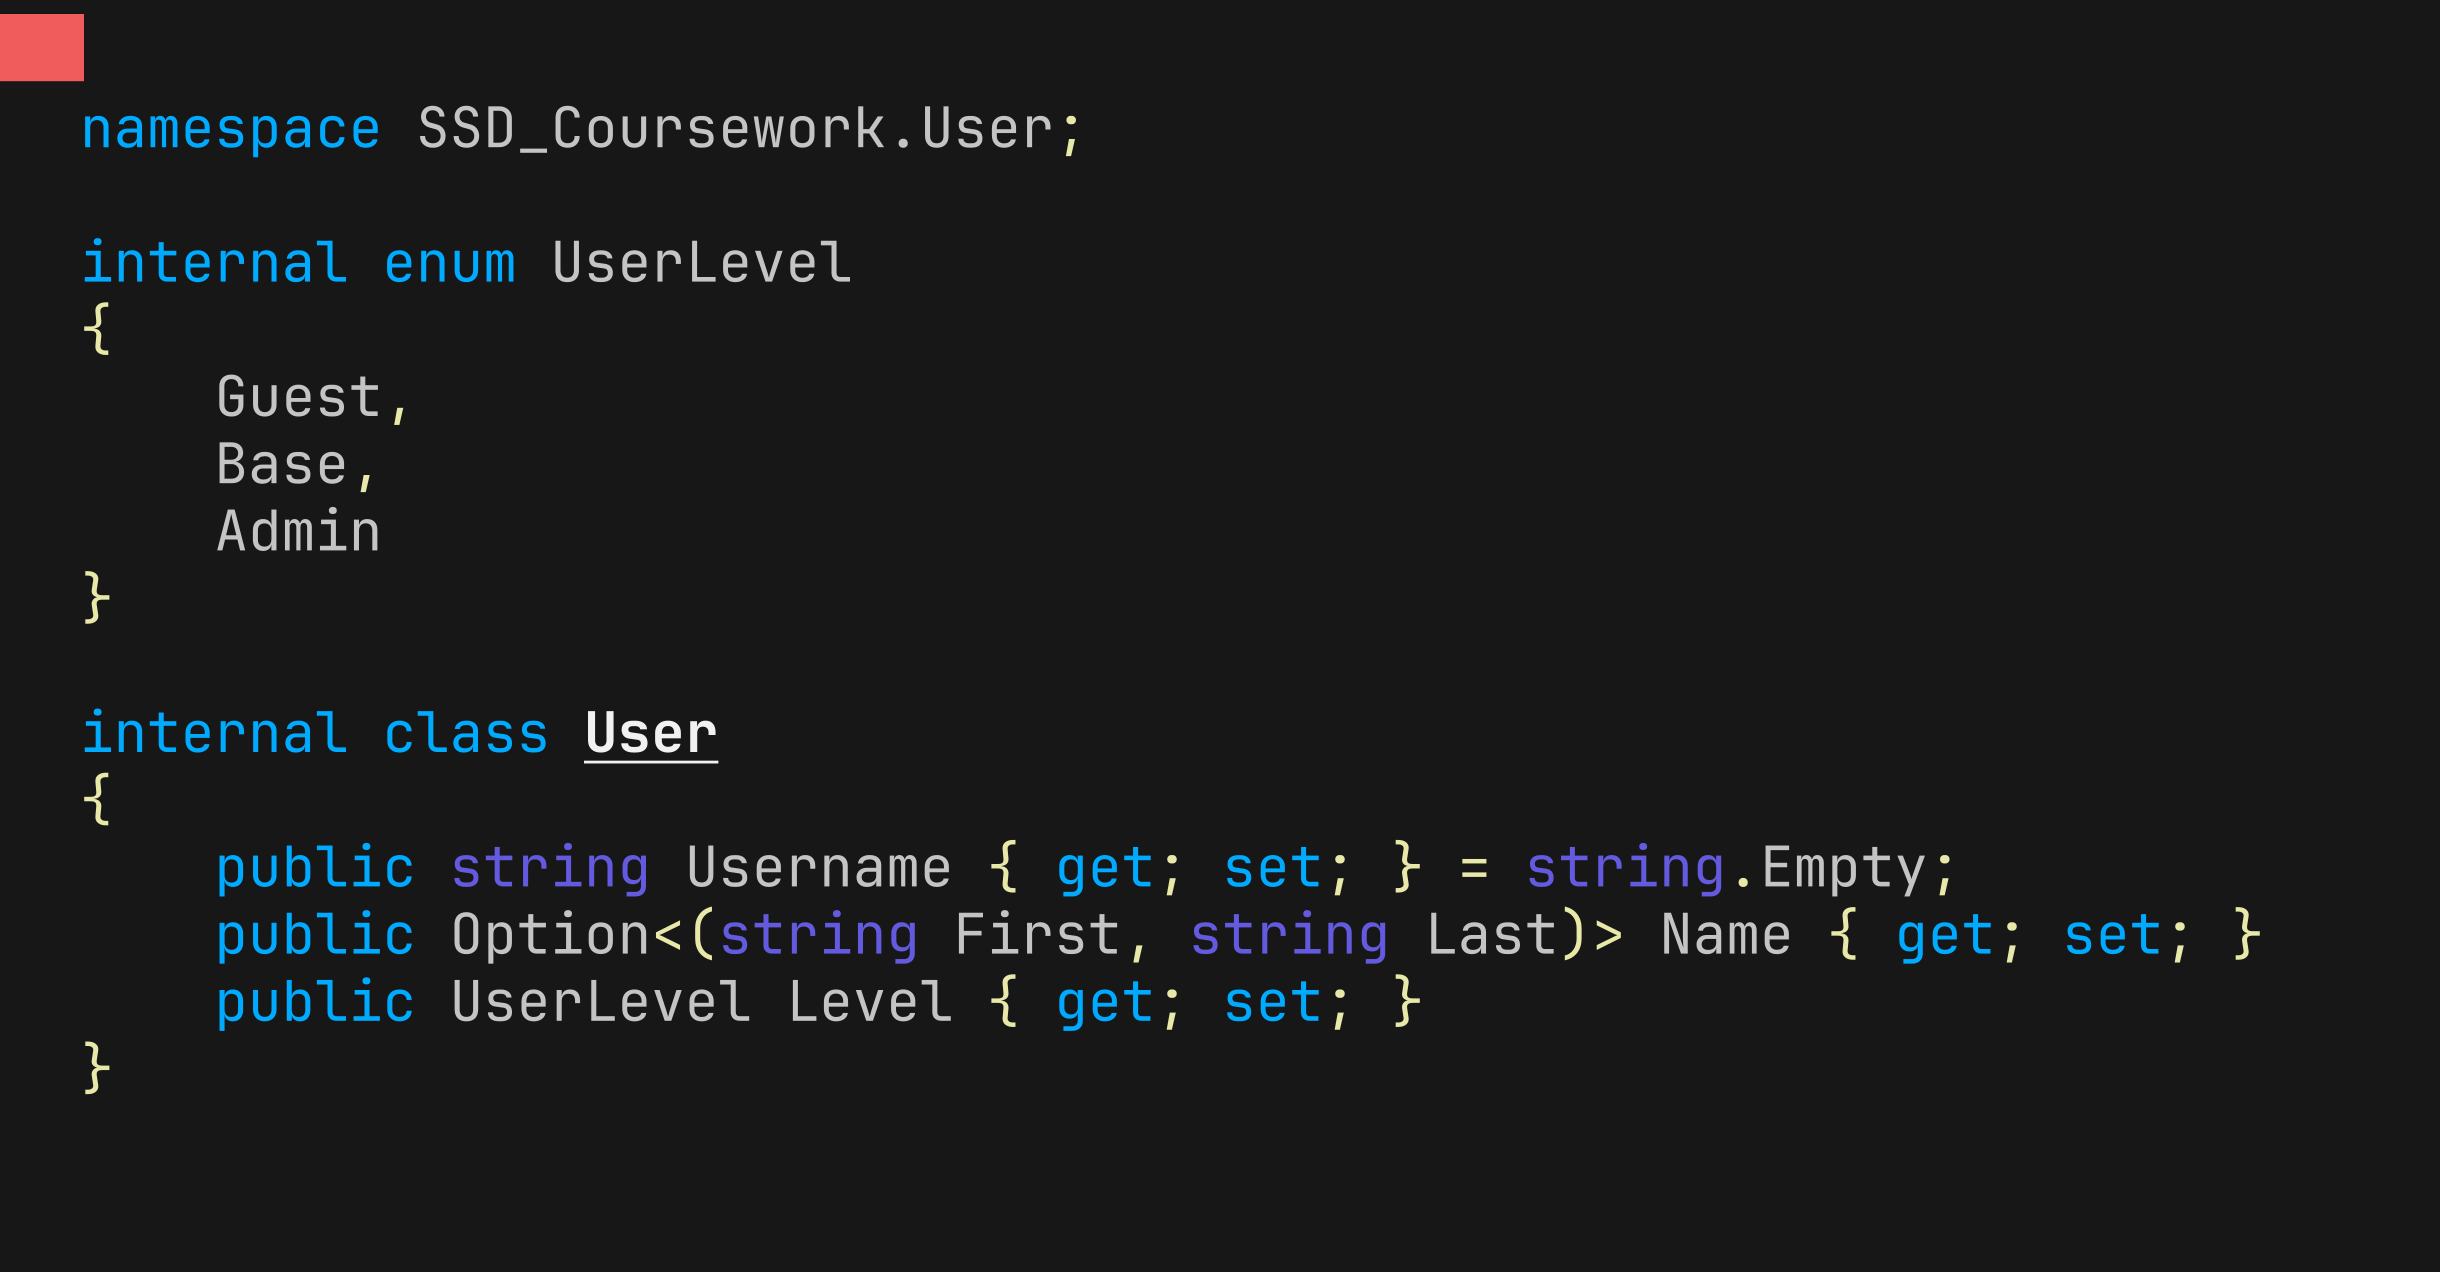 namespace SSD_Coursework.User;
internal enum UserLevel
{
    Guest,
    Base,
    Admin
}
internal class User
{
    public string Username { get; set; } = string.Empty;
    public Option<(string First, string Last)> Name { get; set; }
    public UserLevel Level { get; set; }
}